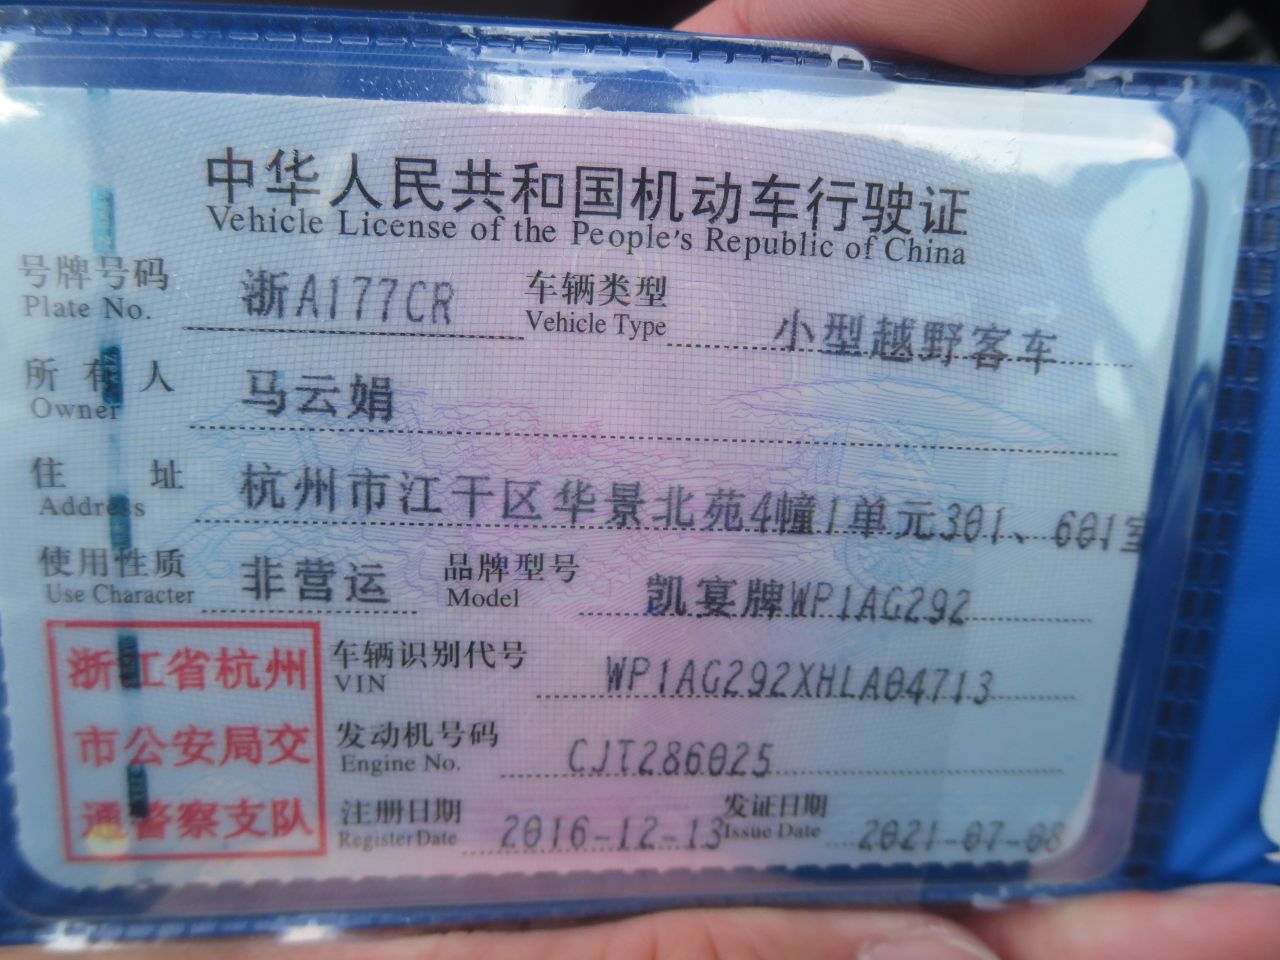 中华人民共和国机动车行驶证
Vehicle License of the People's Republic of China
号牌号码 浙A177CR 车辆类型 小型越野客车
Plate No. Vehicle Type
所有人 马云娟
Owner
住址 杭州市江干区华景北苑4幢1单元301、601室
Address
使用性质 非营运 品牌型号 凯宴牌WP1AG292
Use Character Model
浙江省杭州
市公安局交
通警察支队
车辆识别代号 WP1AG292XHLA04713
VIN
发动机号码 CJT286025
Engine No.
注册日期 2016-12-13 发证日期 2021-07-08
Register Date Issue Date